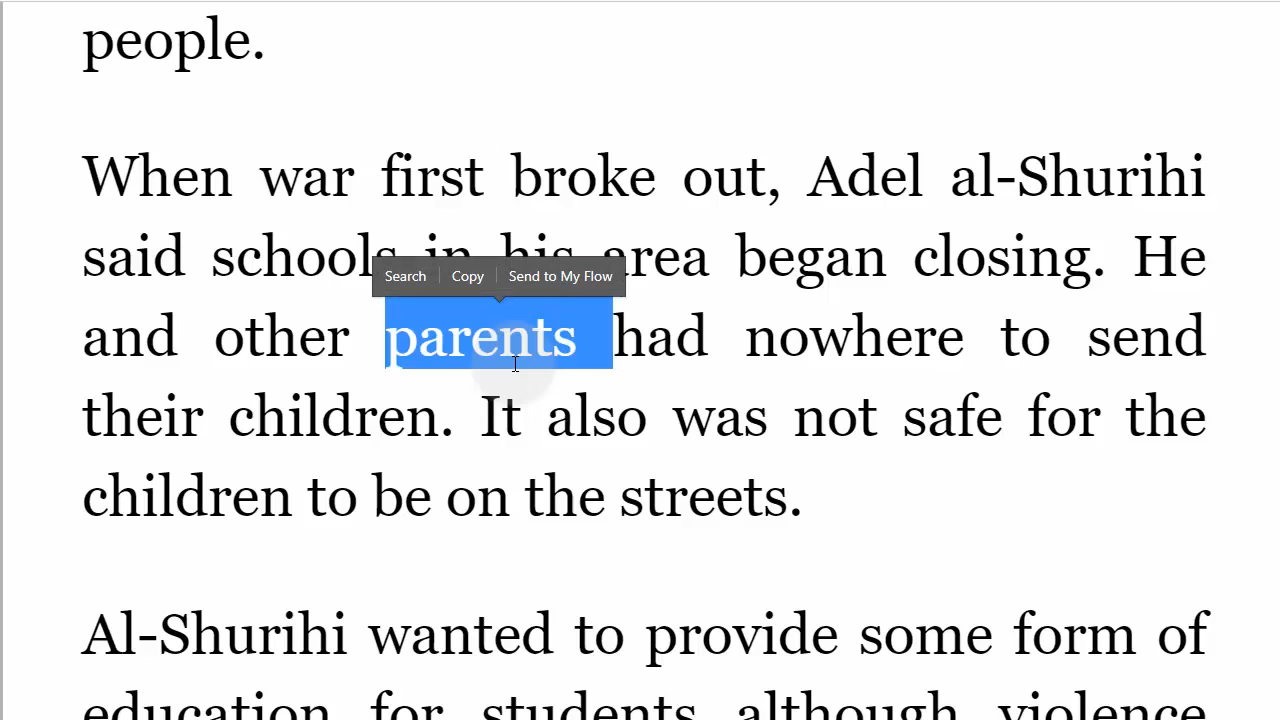 people.
When war first broke out, Adel al-Shurihi
said schools in his area began closing. He
Search Copy Send to My Flow
and other parents had nowhere to send
their children. It also was not safe for the
children to be on the streets.
Al-Shurihi wanted to provide some form of
education for students although violence